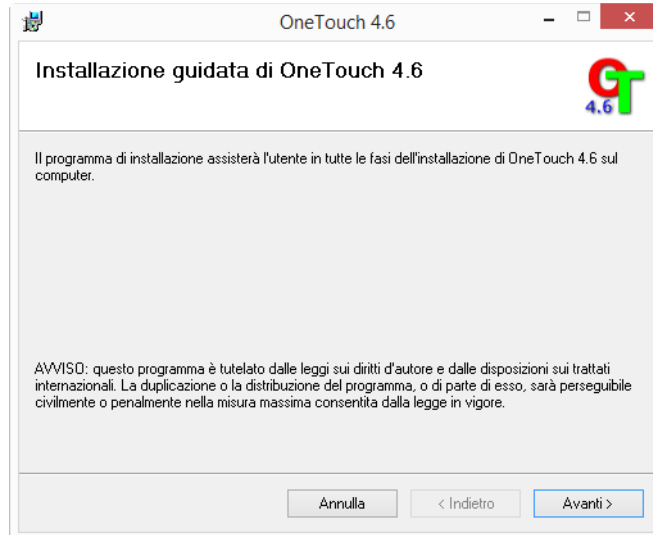 OneTouch 4.6
Installazione guidata di OneTouch 4.6
OT
4.6
Il programma di installazione assisterà l'utente in tutte le fasi dell'installazione di OneTouch 4.6 sul
computer.
AVVISO: questo programma è tutelato dalle leggi sui diritti d'autore e dalle disposizioni sui trattati
internazionali. La duplicazione o la distribuzione del programma, o di parte di esso, sarà perseguibile
civilmente o penalmente nella misura massima consentita dalla legge in vigore.
Annulla
< Indietro
Avanti >